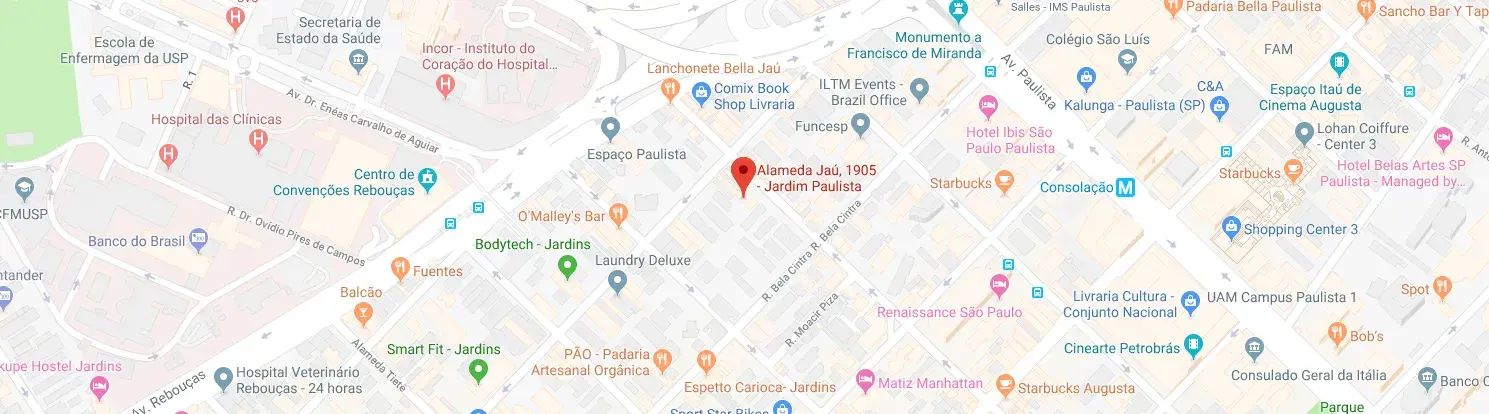 Salles - IMS Paulista
Padaria Bella Paulista
Sancho Bar Y Tap
Secretaria de
Estado da Saúde
Escola de
Enfermagem da USP
Incor - Instituto do
Coração do Hospital...
Monumento a
Francisco de Miranda
Colégio São Luís
FAM
Av. Paulista
R. 1
Lanchonete Bella Jaú
Comix Book
Shop Livraria
ILTM Events -
Brazil Office
C&A
Kalunga - Paulista (SP)
Espaço Itaú de
Cinema Augusta
Av. Dr. Enéas Carvalho de Aguiar
Hospital das Clínicas
Funcesp
Hotel Ibis São
Paulo Paulista
Lohan Coiffure
- Center 3
Espaço Paulista
Centro de
Convenções Rebouças
Alameda Jaú, 1905
- Jardim Paulista
Starbucks
Consolação
M
Starbucks
Hotel Belas Artes SP
Paulista - Managed by...
CFMUSP
R. Dr. Ovídio Pires de Campos
O'Malley's Bar
R. Bela Cintra
R. Bela Cintra
Shopping Center 3
Banco do Brasil
Bodytech - Jardins
Laundry Deluxe
Fuentes
Balcão
Renaissance São Paulo
Livraria Cultura -
Conjunto Nacional
UAM Campus Paulista 1
Spot
R. Moacir Piza
Bob's
Alameda Tietê
Smart Fit - Jardins
PÃO - Padaria
Artesanal Orgânica
Cinearte Petrobrás
Consulado Geral da Itália
Hospital Veterinário
Rebouças - 24 horas
Av. Rebouças
kupe Hostel Jardins
Espetto Carioca- Jardins
Matiz Manhattan
Starbucks Augusta
Banco
Sport Star Bikes
Parque